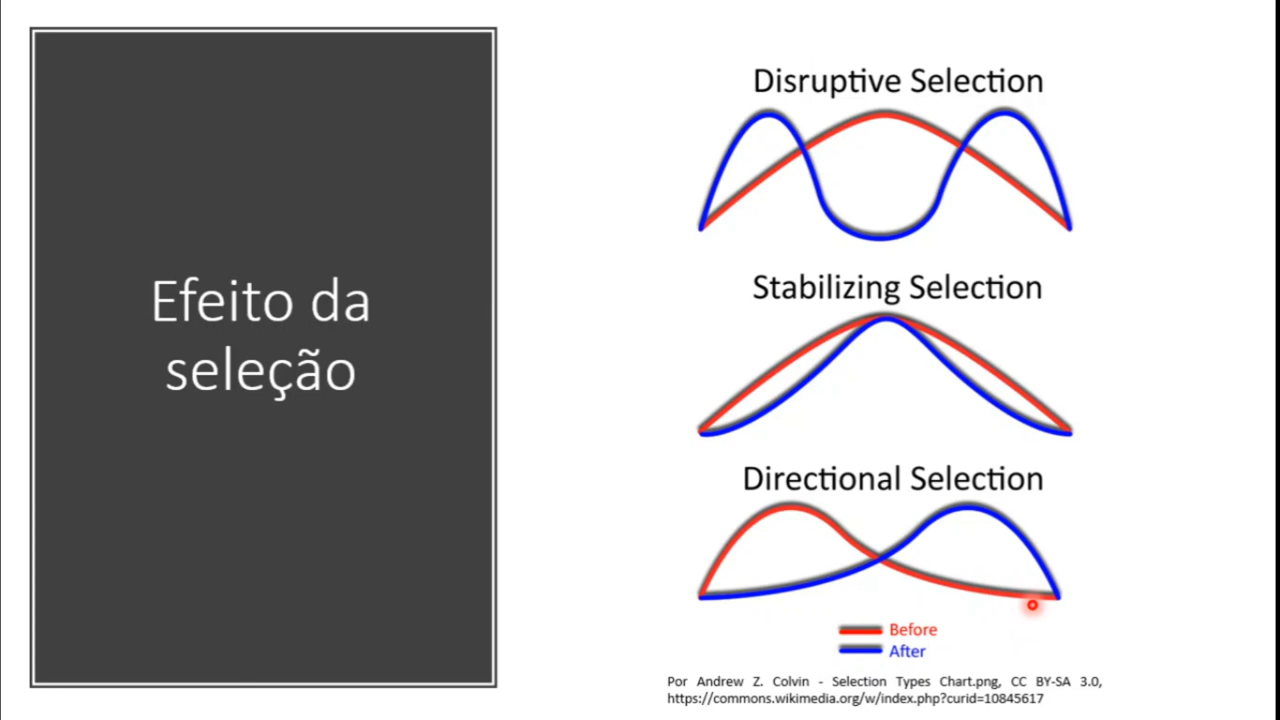 Efeito da
seleção
Disruptive Selection
Stabilizing Selection
Directional Selection
Before
After
Por Andrew Z. Colvin - Selection Types Chart.png, CC BY-SA 3.0,
https://commons.wikimedia.org/w/index.php?curid=10845617